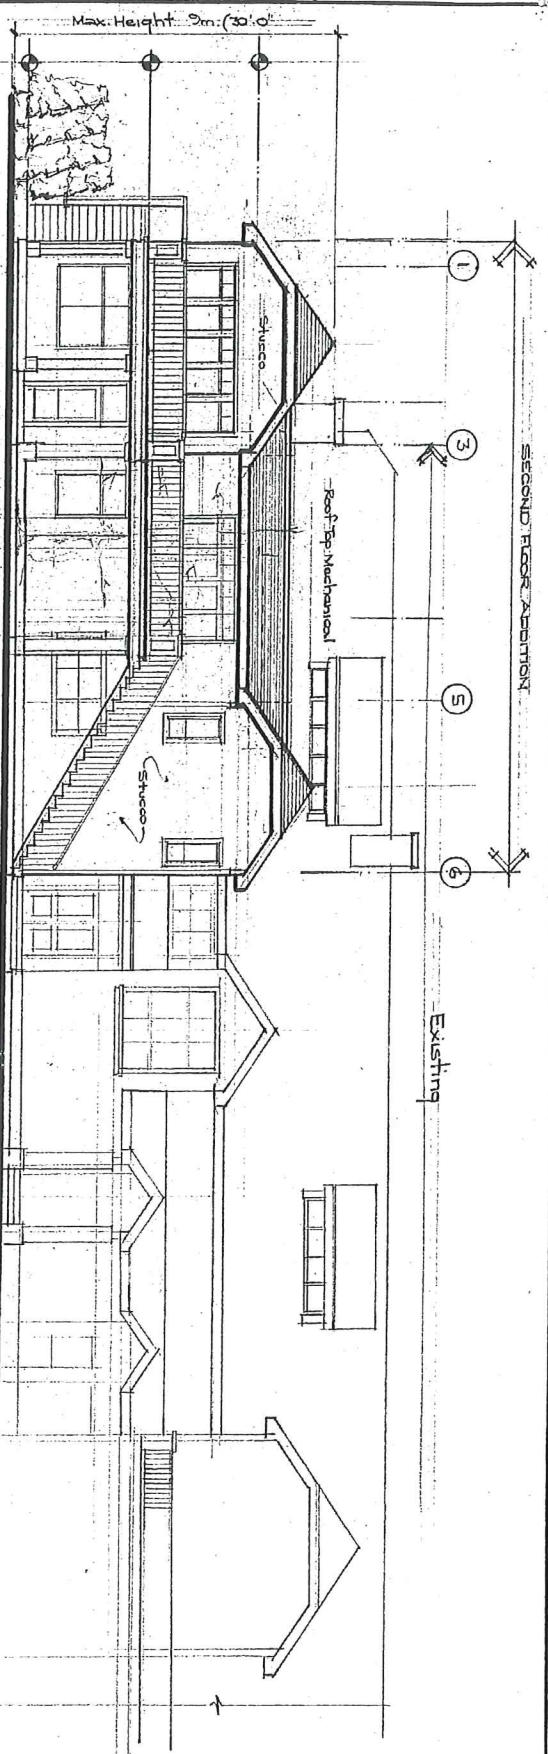 Max. Height 9m. (30'.0"
SECOND FLOOR ADDITION
1
3
5
6
Existing
Roof Top Mechanical
Stucco
Stucco